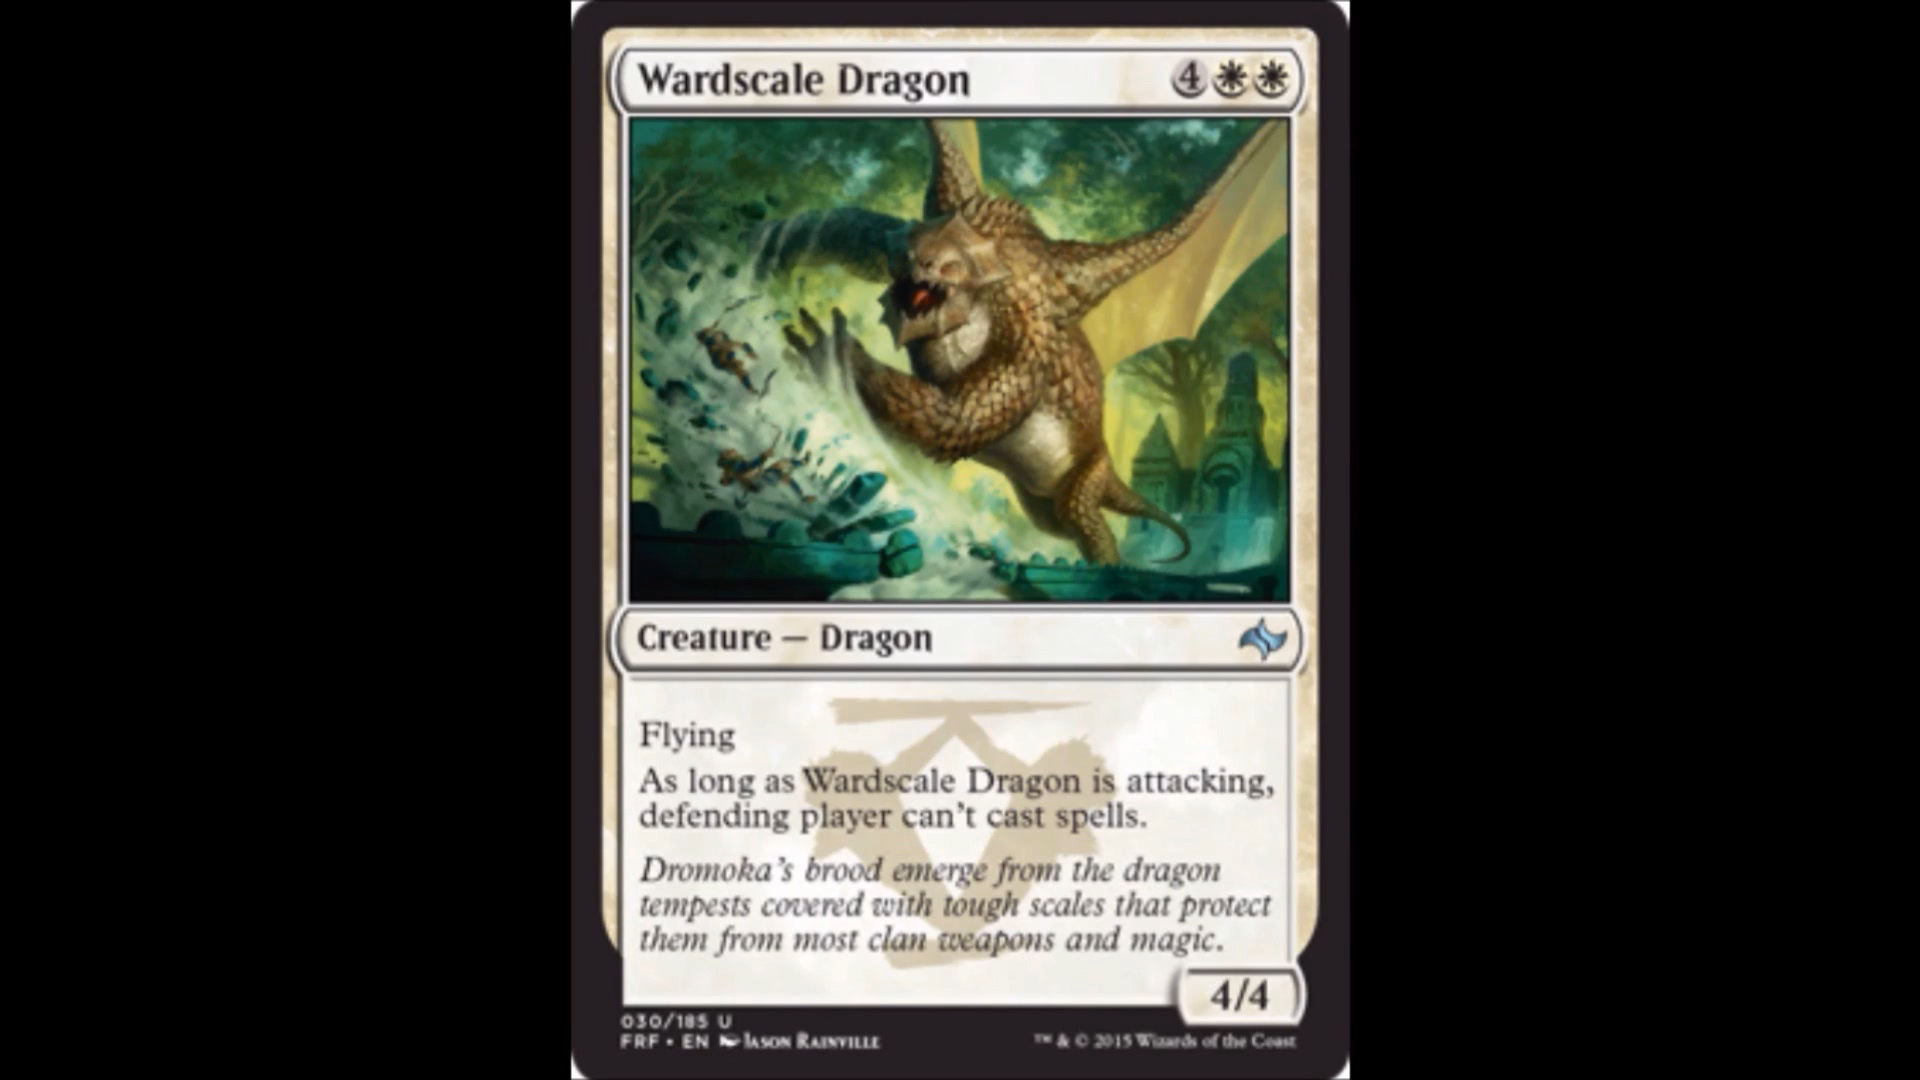 Wardscale Dragon 4
Creature — Dragon
Flying
As long as Wardscale Dragon is attacking,
defending player can't cast spells.
Dromoka's brood emerge from the dragon
tempests covered with tough scales that protect
them from most clan weapons and magic.
4/4
030/185 U
FRF • EN Jason Rainville
™ & © 2015 Wizards of the Coast